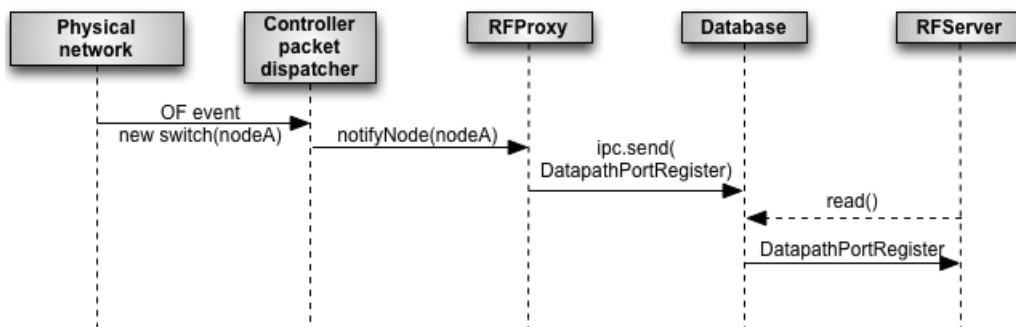 Physical
network
Controller
packet
dispatcher
RFProxy
Database
RFServer
OF event
new switch(nodeA)
notifyNode(nodeA)
ipc.send(
DatapathPortRegister)
read()
DatapathPortRegister